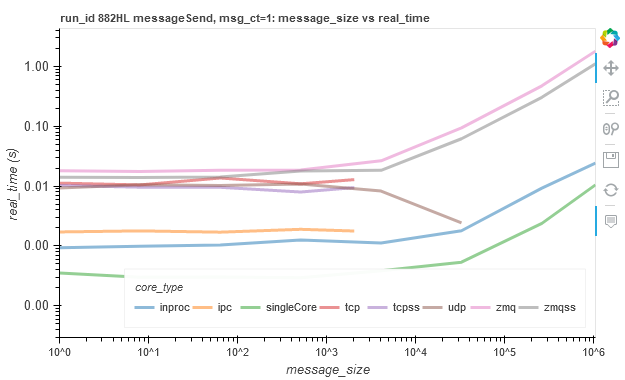 run_id 882HL messageSend, msg_ct=1: message_size vs real_time
real_time (s)
1.00
0.10
0.01
0.00
0.00
core_type
inproc ipc singleCore tcp tcpss udp zmq zmqss
10^0 10^1 10^2 10^3 10^4 10^5 10^6
message_size